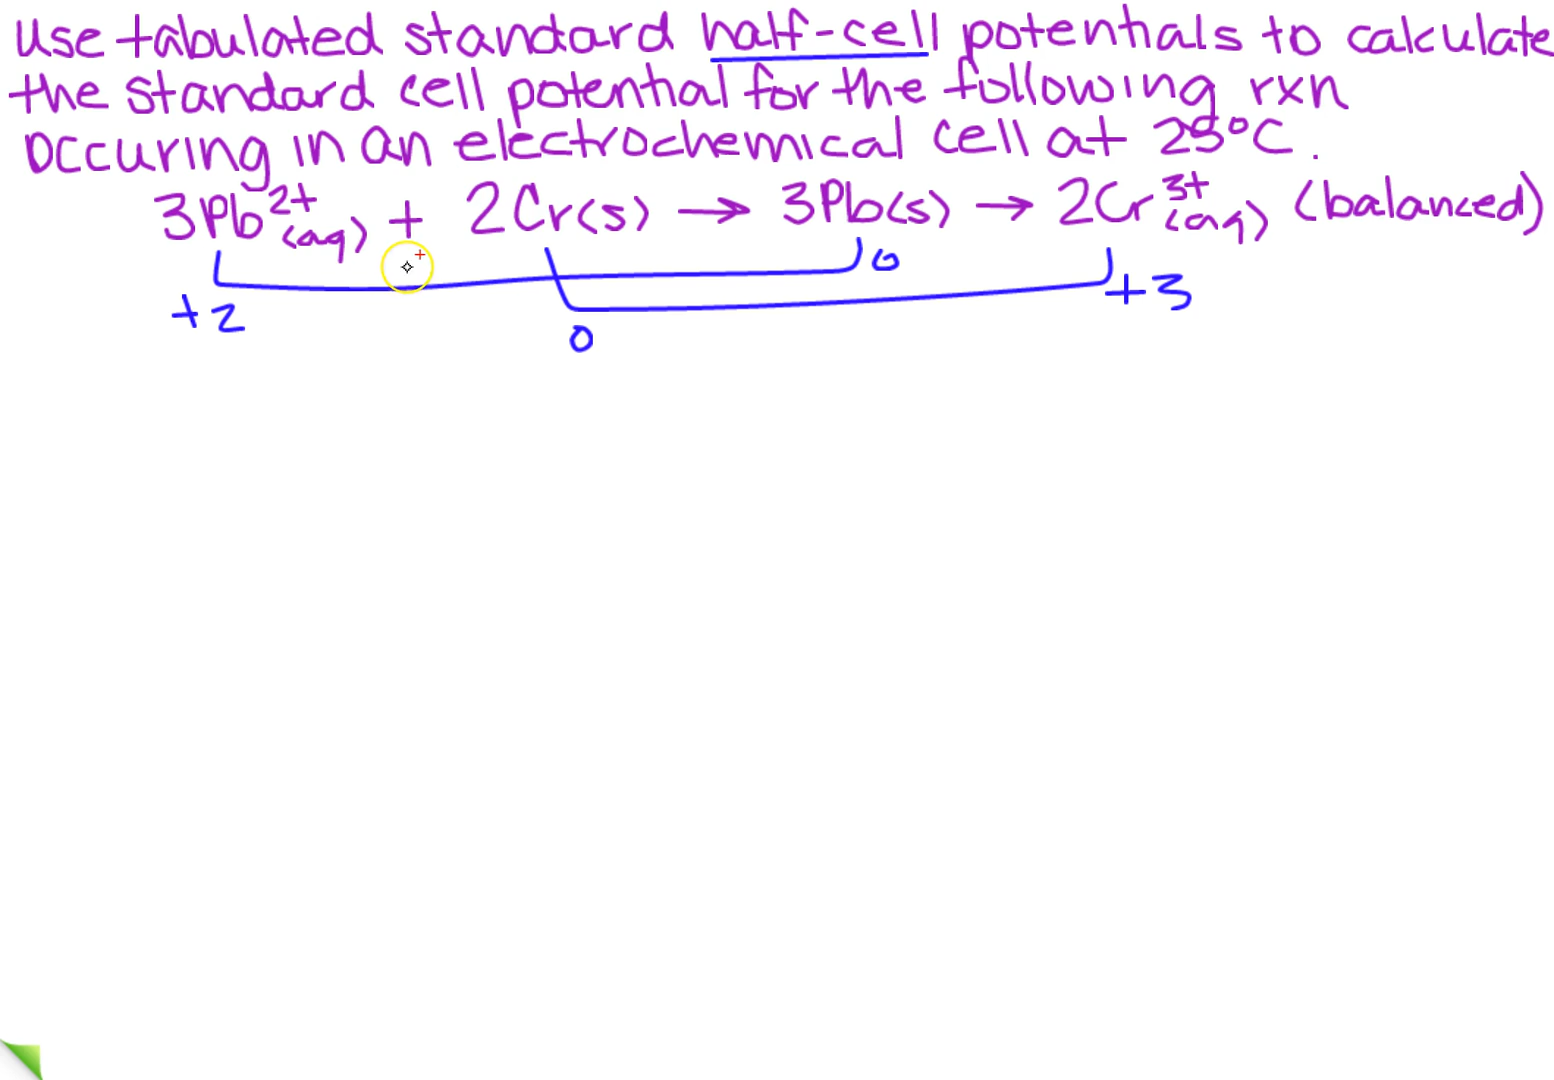 Use tabulated standard half-cell potentials to calculate
the standard cell potential for the following rxn
occuring in an electrochemical cell at 25°C.
3Pb²⁺(aq) + 2Cr(s) → 3Pb(s) → 2Cr³⁺(aq) (balanced)
+2 0 0 +3